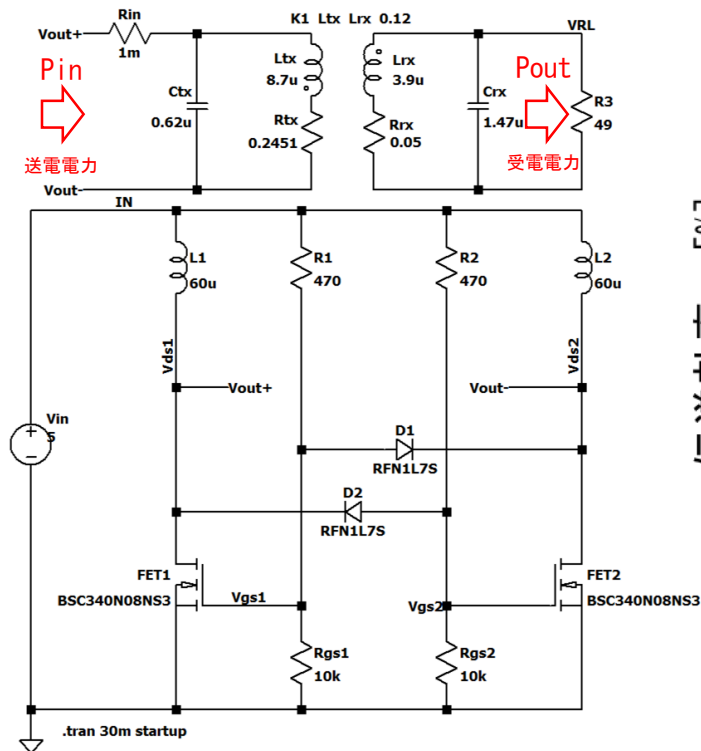 K1 Ltx Lrx 0.12
Rin
1m
Vout+
VRL
Pin
送電電力
Ctx
0.62u
Ltx
8.7u
Rtx
0.2451
Lrx
3.9u
Rrx
0.05
Crx
1.47u
Pout
受電電力
R3
49
Vout-
IN
L1
60u
R1
470
R2
470
L2
60u
Vds1
Vds2
Vout+
Vout-
Vin
5
D1
RFN1L7S
D2
RFN1L7S
FET1
BSC340N08NS3
Vgs1
Vgs2
FET2
BSC340N08NS3
Rgs1
10k
Rgs2
10k
.tran 30m startup